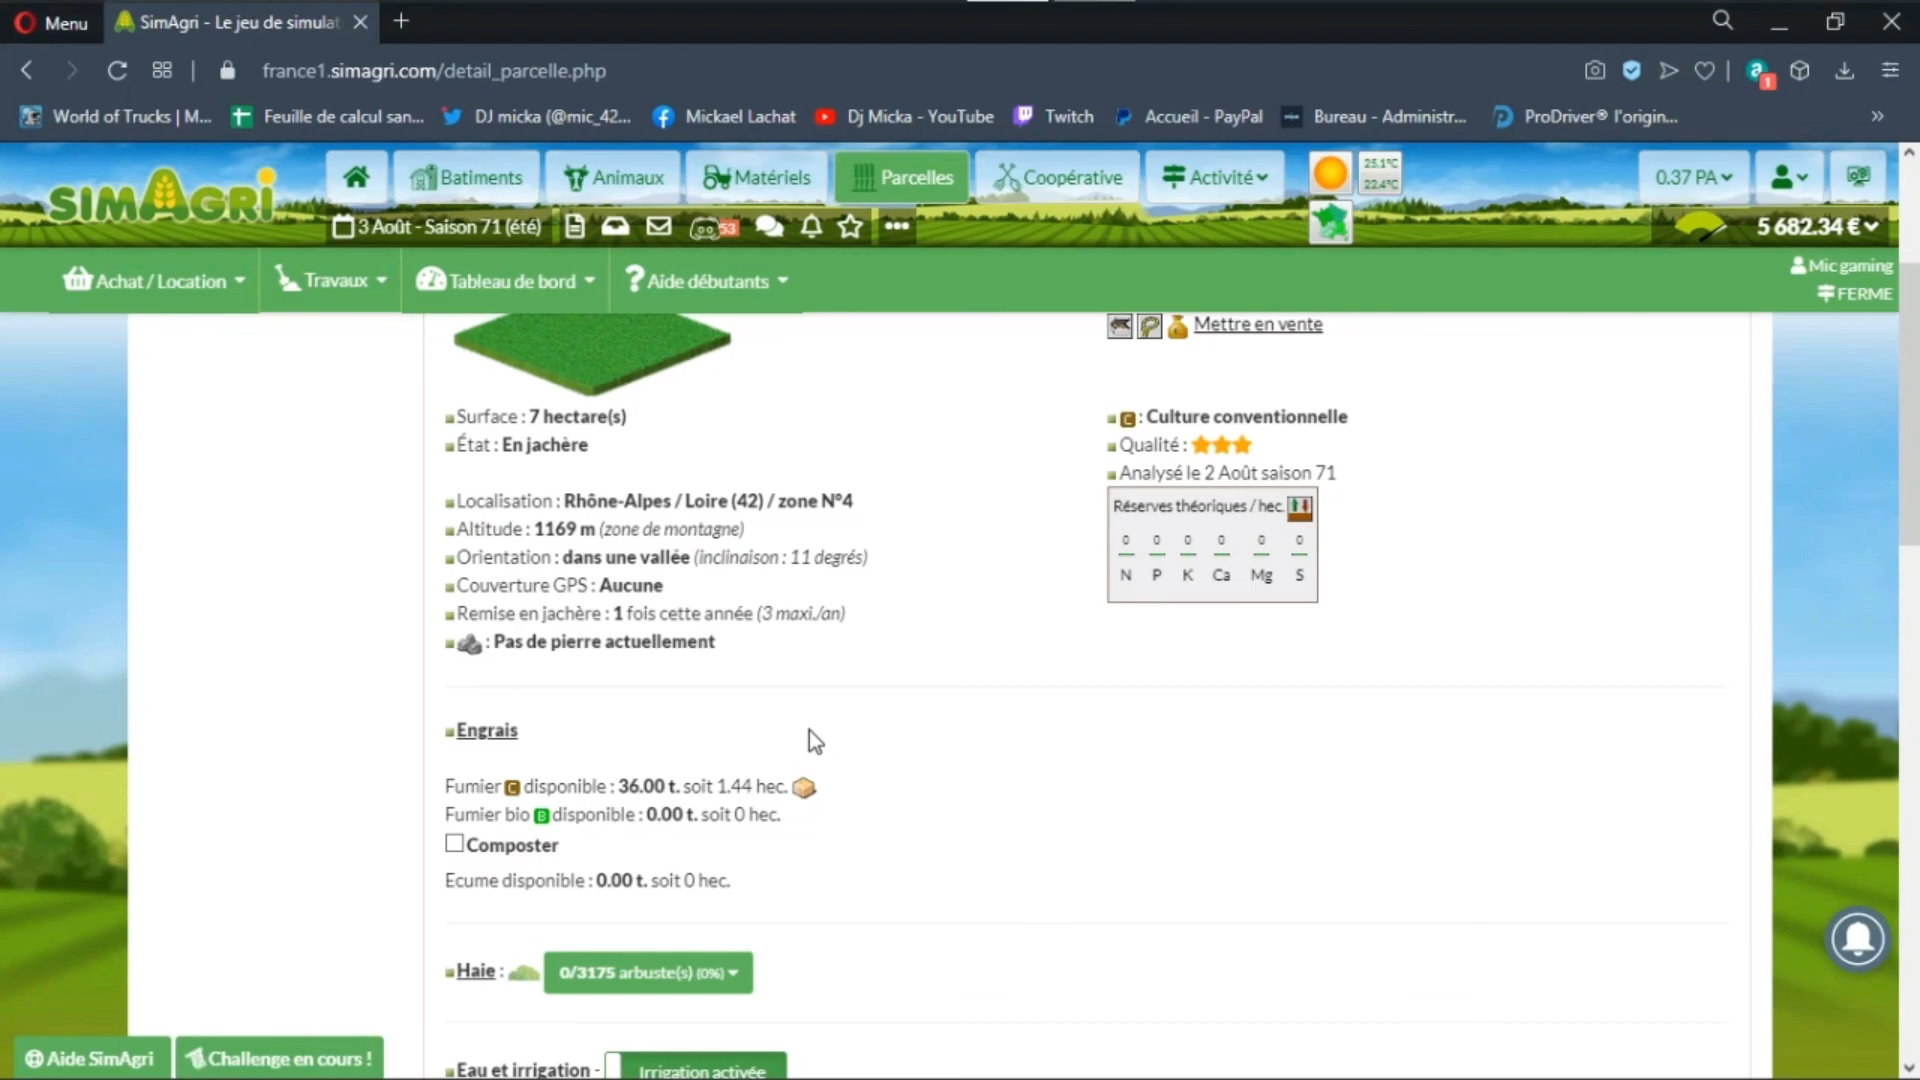 Menu
SimAgri - Le jeu de simulat
france1.simagri.com/detail_parcelle.php
1
World of Trucks | M...
Feuille de calcul san...
DJ micka (@mic_42...
Mickael Lachat
Dj Micka - YouTube
Twitch
Accueil - PayPal
Bureau - Administr...
ProDriver® l'origin...
»
SIMAGRI
Batiments
Animaux
Matériels
Parcelles
Coopérative
Activité
25.1°C
22.4°C
0.37 PA
3 Août - Saison 71 (été)
53
5 682.34 €
Achat / Location
Travaux
Tableau de bord
Aide débutants
Mic gaming
FERME
Mettre en vente
Surface : 7 hectare(s)
État : En jachère
C : Culture conventionnelle
Qualité :
Analysé le 2 Août saison 71
Réserves théoriques / hec.
0 0 0 0 0 0
N P K Ca Mg S
Localisation : Rhône-Alpes / Loire (42) / zone N°4
Altitude : 1169 m (zone de montagne)
Orientation : dans une vallée (inclinaison : 11 degrés)
Couverture GPS : Aucune
Remise en jachère : 1 fois cette année (3 maxi./an)
: Pas de pierre actuellement
Engrais
Fumier C disponible : 36.00 t. soit 1.44 hec.
Fumier bio B disponible : 0.00 t. soit 0 hec.
Composter
Ecume disponible : 0.00 t. soit 0 hec.
Haie : 0/3175 arbuste(s) (0%)
Eau et irrigation - Irrigation activée
Aide SimAgri
Challenge en cours !